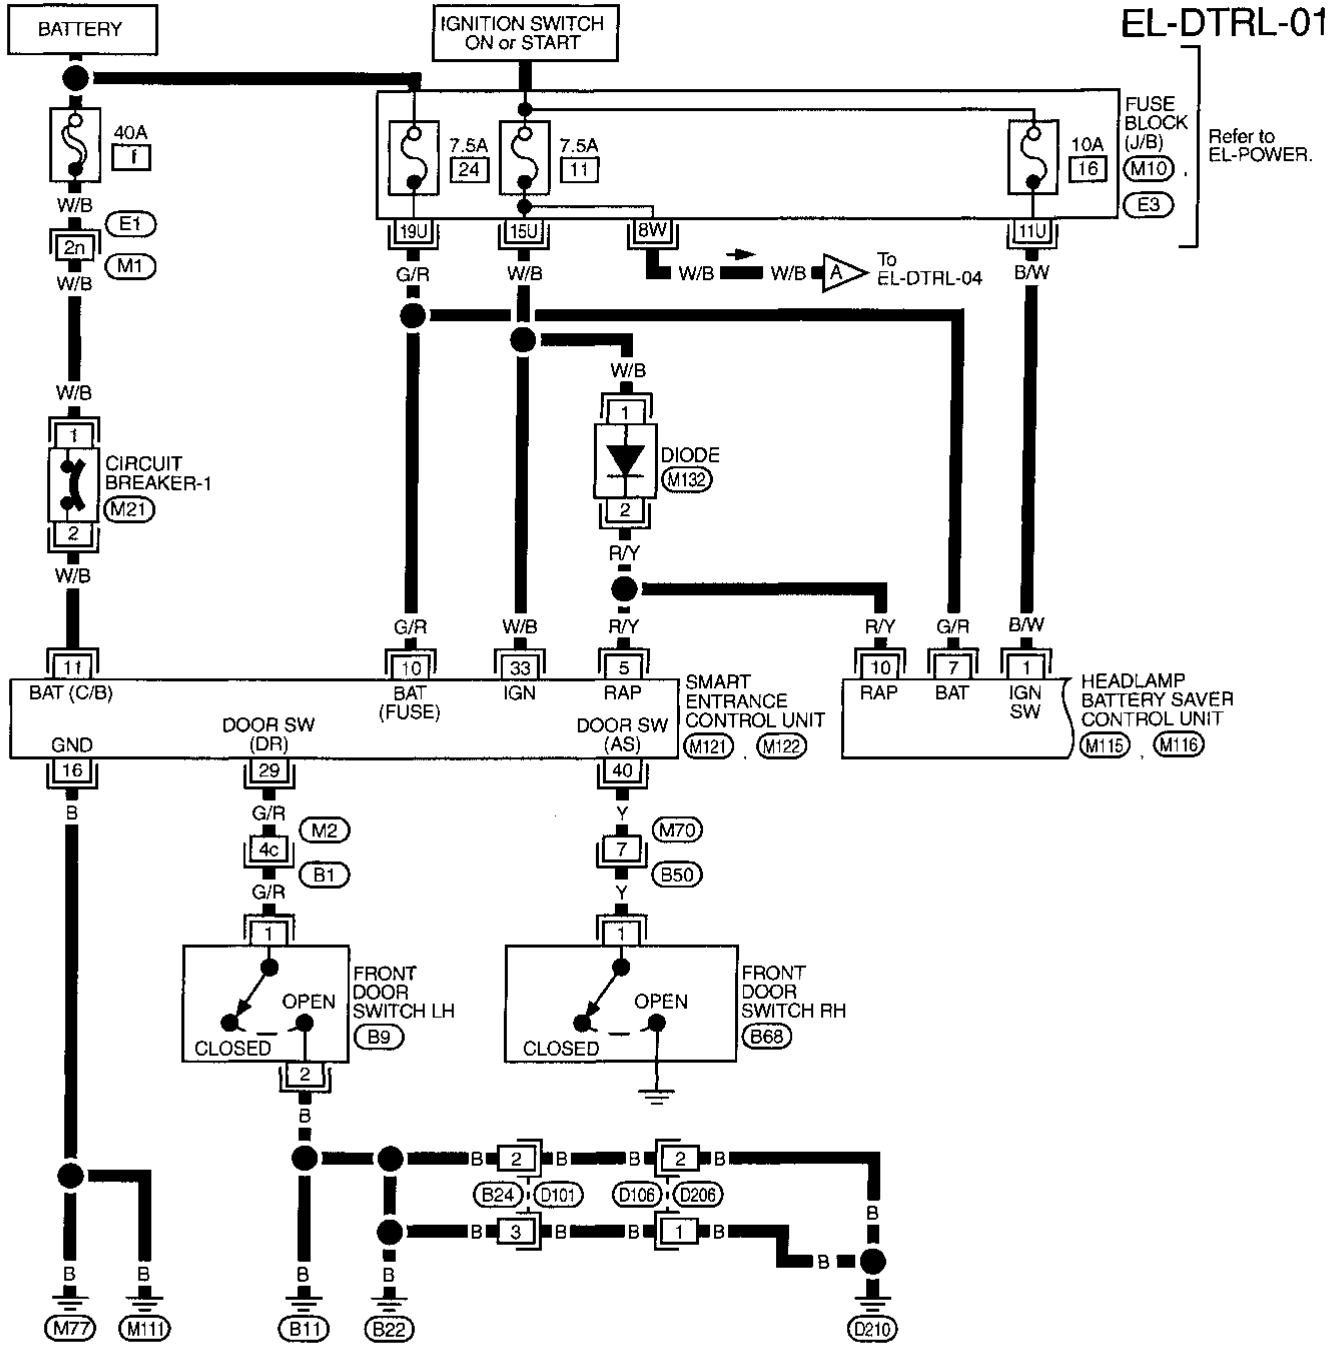 EL-DTRL-01
BATTERY
IGNITION SWITCH
ON or START
40A
f
7.5A
24
7.5A
11
10A
16
FUSE
BLOCK
(J/B)
M10 ,
E3
Refer to
EL-POWER.
W/B
E1
2n
M1
W/B
19U
15U
8W
11U
G/R
W/B
W/B
W/B
A
To
EL-DTRL-04
B/W
W/B
W/B
1
CIRCUIT
BREAKER-1
M21
2
W/B
1
DIODE
M132
2
R/Y
G/R
W/B
R/Y
R/Y
G/R
B/W
11
10
33
5
10
7
1
BAT (C/B)
BAT
(FUSE)
IGN
RAP
RAP
BAT
IGN
SW
SMART
ENTRANCE
CONTROL UNIT
M121 , M122
HEADLAMP
BATTERY SAVER
CONTROL UNIT
M115 , M116
GND
DOOR SW
(DR)
DOOR SW
(AS)
16
29
40
B
G/R
Y
M2
4c
B1
M70
7
B50
G/R
Y
1
1
OPEN
CLOSED
FRONT
DOOR
SWITCH LH
B9
OPEN
CLOSED
FRONT
DOOR
SWITCH RH
B68
2
B
B
2
B
B
2
B
B24
D101
D106
D206
B
3
B
B
1
B
B
B
B
B
B
B
M77
M111
B11
B22
D210